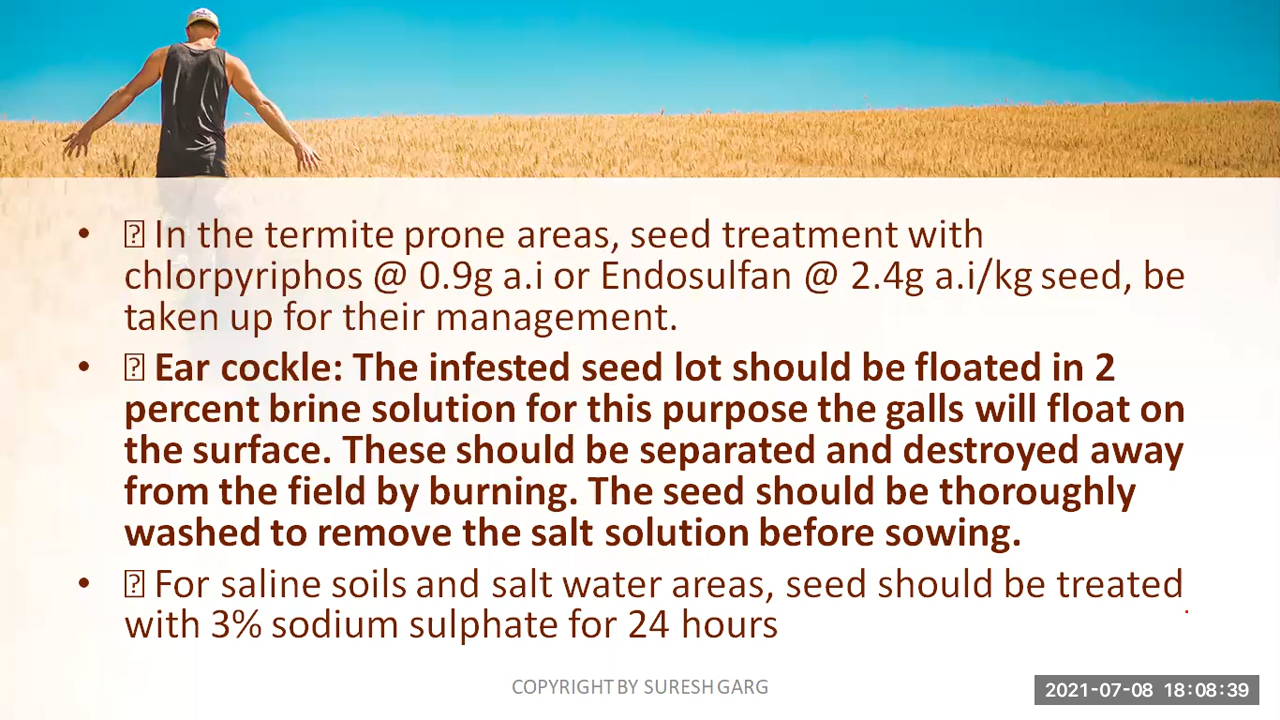 • In the termite prone areas, seed treatment with
chlorpyriphos @ 0.9g a.i or Endosulfan @ 2.4g a.i/kg seed, be
taken up for their management.
• Ear cockle: The infested seed lot should be floated in 2
percent brine solution for this purpose the galls will float on
the surface. These should be separated and destroyed away
from the field by burning. The seed should be thoroughly
washed to remove the salt solution before sowing.
• For saline soils and salt water areas, seed should be treated
with 3% sodium sulphate for 24 hours
COPYRIGHT BY SURESH GARG
2021-07-08 18:08:39